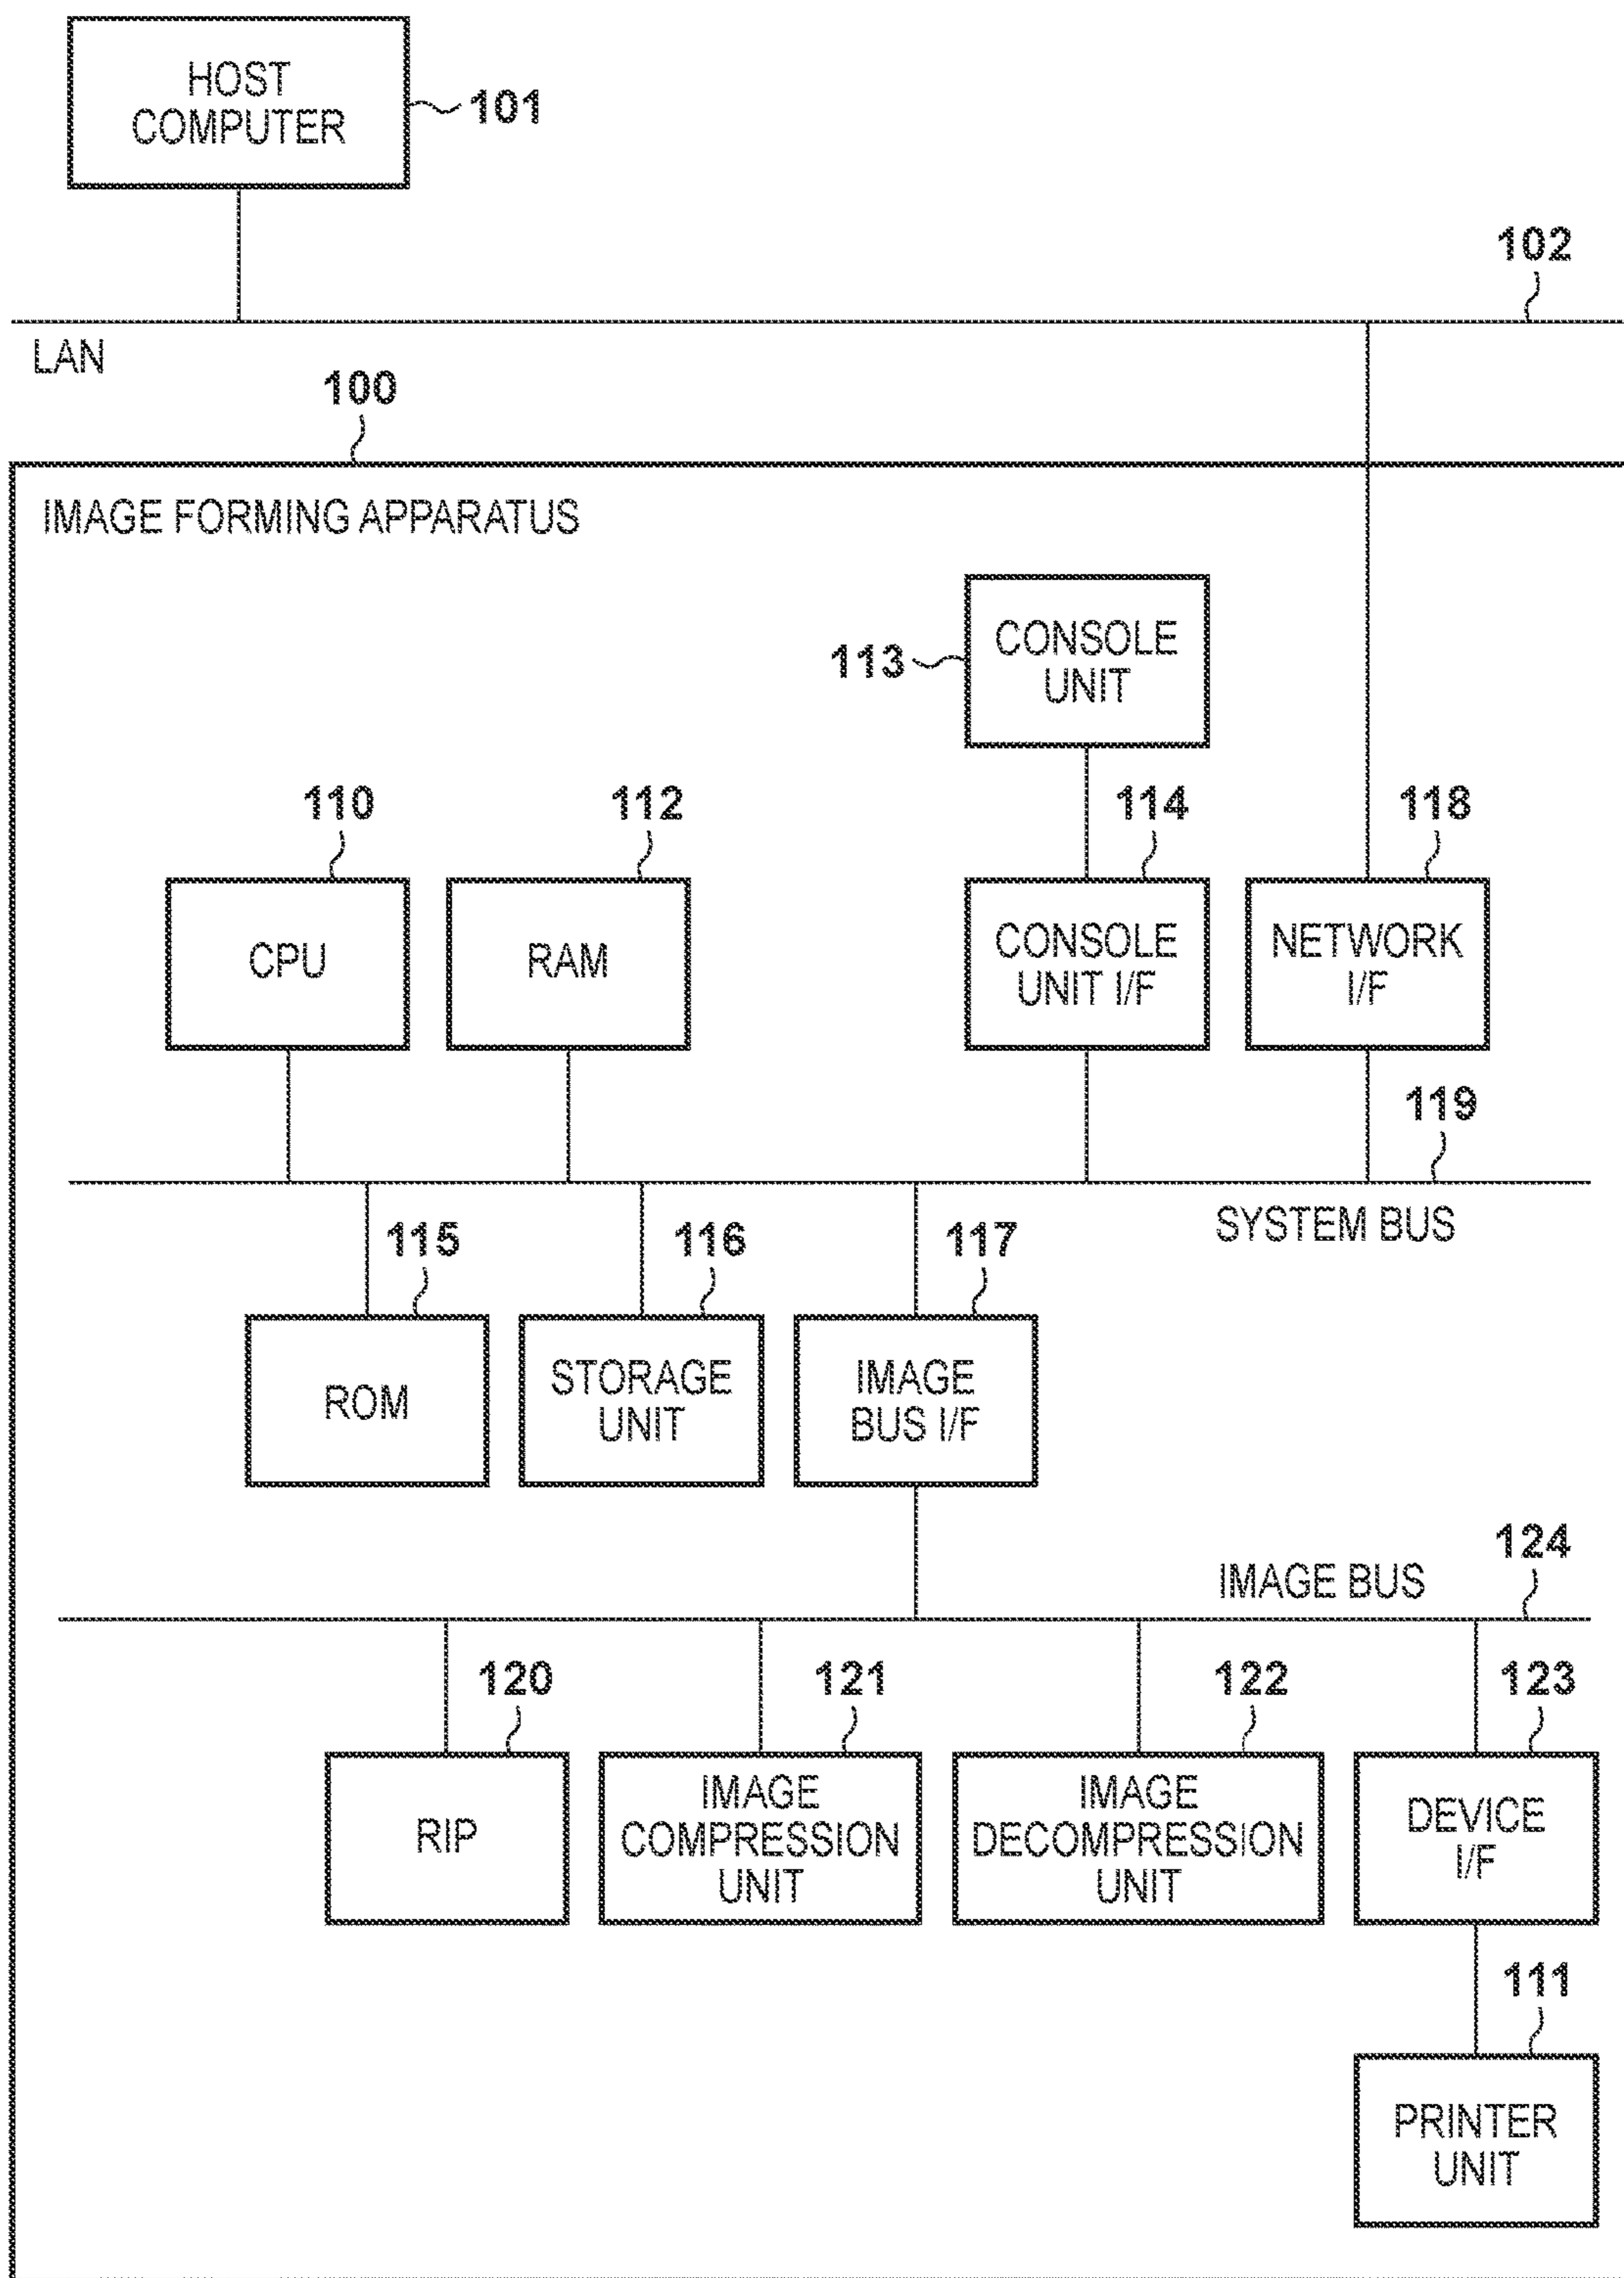 HOST
COMPUTER
101
102
LAN
100
IMAGE FORMING APPARATUS
CONSOLE
UNIT
113
110
112
114
118
CPU
RAM
CONSOLE
UNIT I/F
NETWORK
I/F
119
SYSTEM BUS
115
116
117
ROM
STORAGE
UNIT
IMAGE
BUS I/F
124
IMAGE BUS
120
121
122
123
RIP
IMAGE
COMPRESSION
UNIT
IMAGE
DECOMPRESSION
UNIT
DEVICE
I/F
111
PRINTER
UNIT